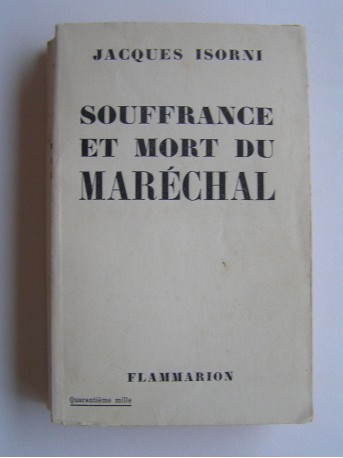 JACQUES ISORNI
SOUFFRANCE
ET MORT DU
MARÉCHAL
FLAMMARION
Quarantième mille